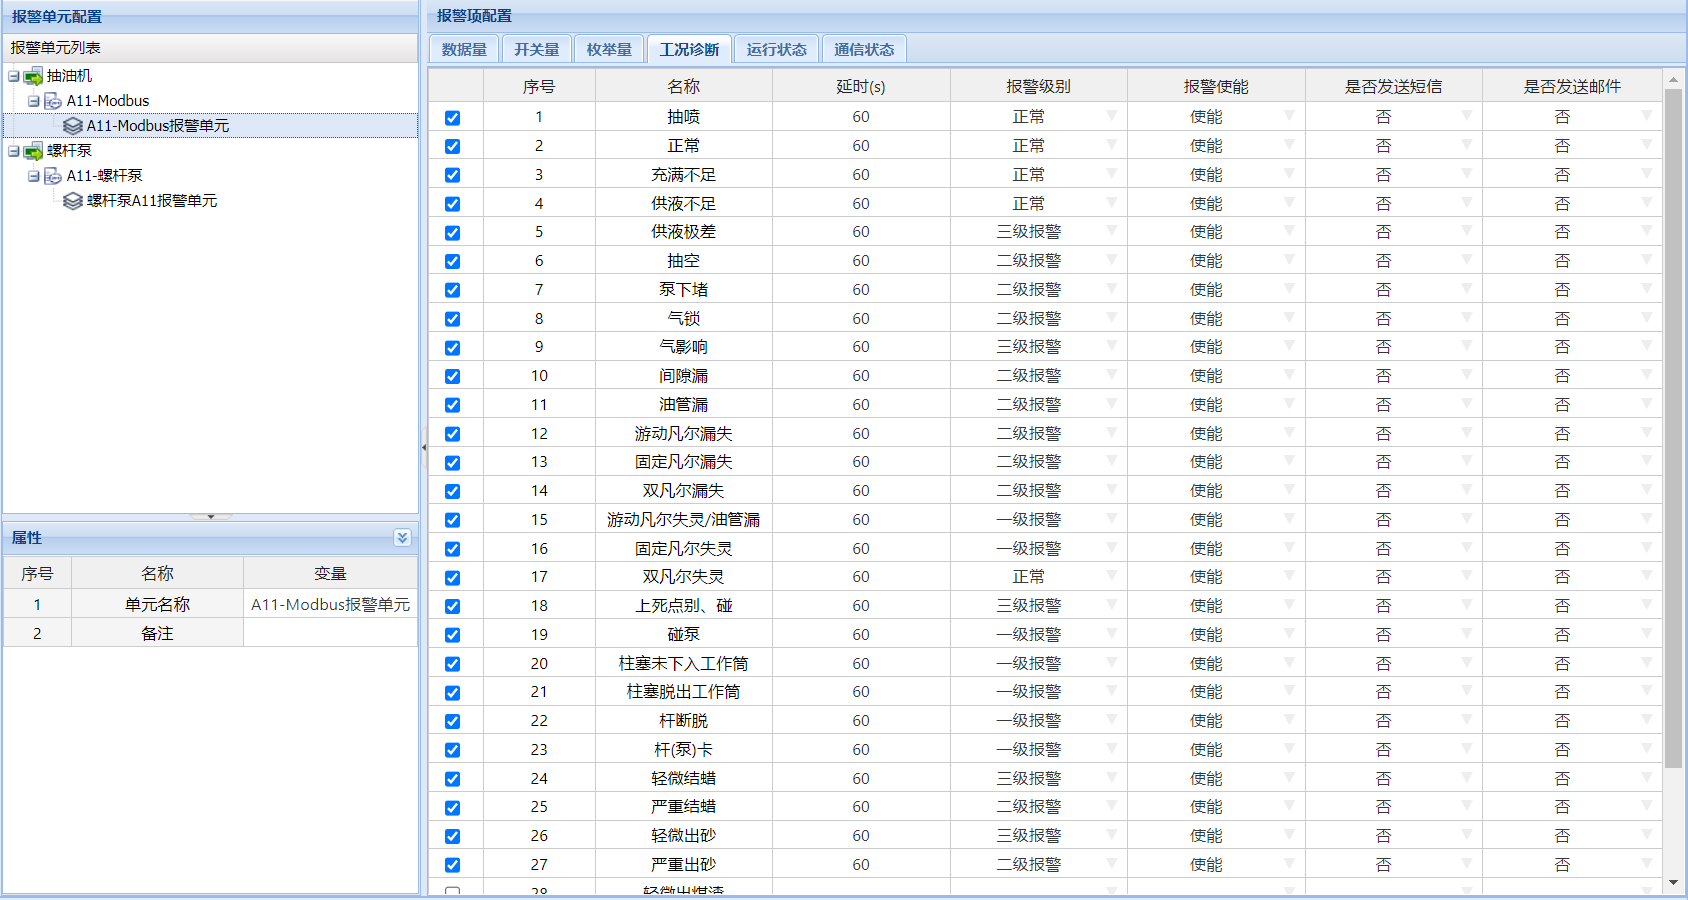 报警单元配置
报警单元列表
抽油机
A11-Modbus
A11-Modbus报警单元
螺杆泵
A11-螺杆泵
螺杆泵A11报警单元
属性
序号 名称 变量
1 单元名称 A11-Modbus报警单元
2 备注
报警项配置
数据量 开关量 枚举量 工况诊断 运行状态 通信状态
序号 名称 延时(s) 报警级别 报警使能 是否发送短信 是否发送邮件
1 抽喷 60 正常 使能 否 否
2 正常 60 正常 使能 否 否
3 充满不足 60 正常 使能 否 否
4 供液不足 60 正常 使能 否 否
5 供液极差 60 三级报警 使能 否 否
6 抽空 60 二级报警 使能 否 否
7 泵下堵 60 二级报警 使能 否 否
8 气锁 60 二级报警 使能 否 否
9 气影响 60 三级报警 使能 否 否
10 间隙漏 60 二级报警 使能 否 否
11 油管漏 60 二级报警 使能 否 否
12 游动凡尔漏失 60 二级报警 使能 否 否
13 固定凡尔漏失 60 二级报警 使能 否 否
14 双凡尔漏失 60 二级报警 使能 否 否
15 游动凡尔失灵/油管漏 60 一级报警 使能 否 否
16 固定凡尔失灵 60 一级报警 使能 否 否
17 双凡尔失灵 60 正常 使能 否 否
18 上死点别、碰 60 三级报警 使能 否 否
19 碰泵 60 一级报警 使能 否 否
20 柱塞未下入工作筒 60 一级报警 使能 否 否
21 柱塞脱出工作筒 60 一级报警 使能 否 否
22 杆断脱 60 一级报警 使能 否 否
23 杆(泵)卡 60 一级报警 使能 否 否
24 轻微结蜡 60 三级报警 使能 否 否
25 严重结蜡 60 二级报警 使能 否 否
26 轻微出砂 60 三级报警 使能 否 否
27 严重出砂 60 二级报警 使能 否 否
28 轻微出煤渣